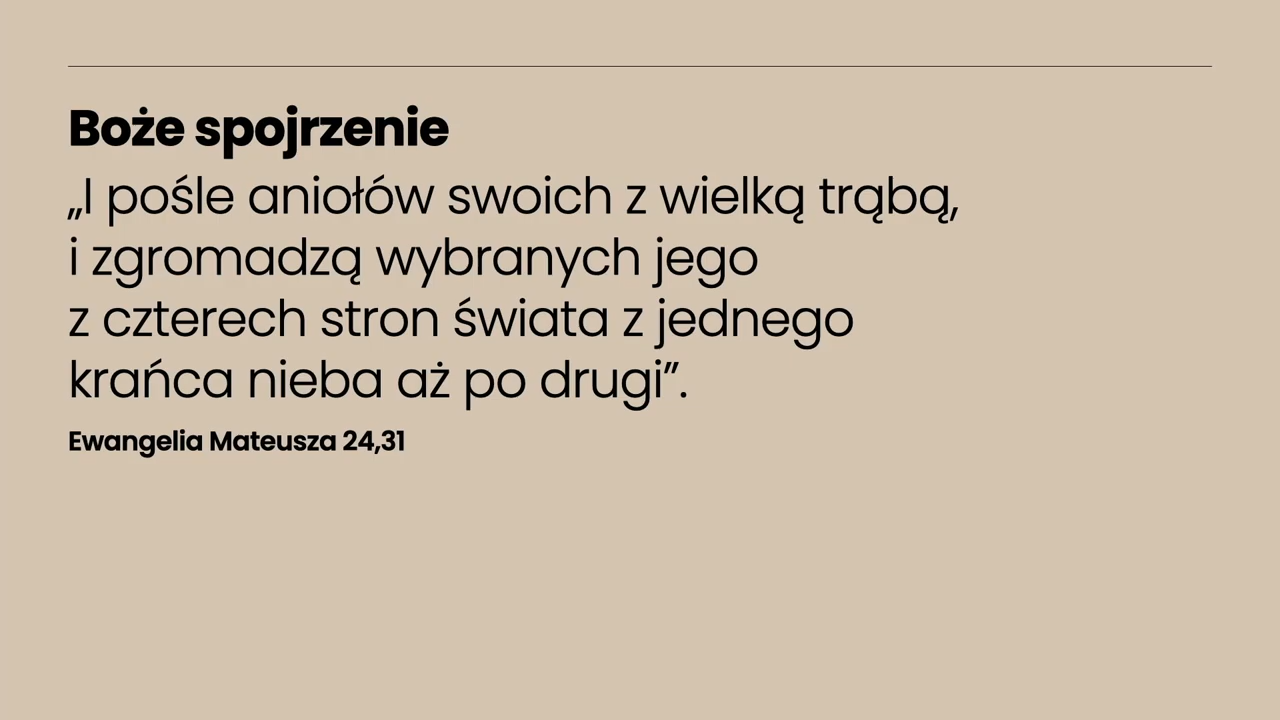 Boże spojrzenie
„I pośle aniołów swoich z wielką trąbą,
i zgromadzą wybranych jego
z czterech stron świata z jednego
krańca nieba aż po drugi”.
Ewangelia Mateusza 24,31